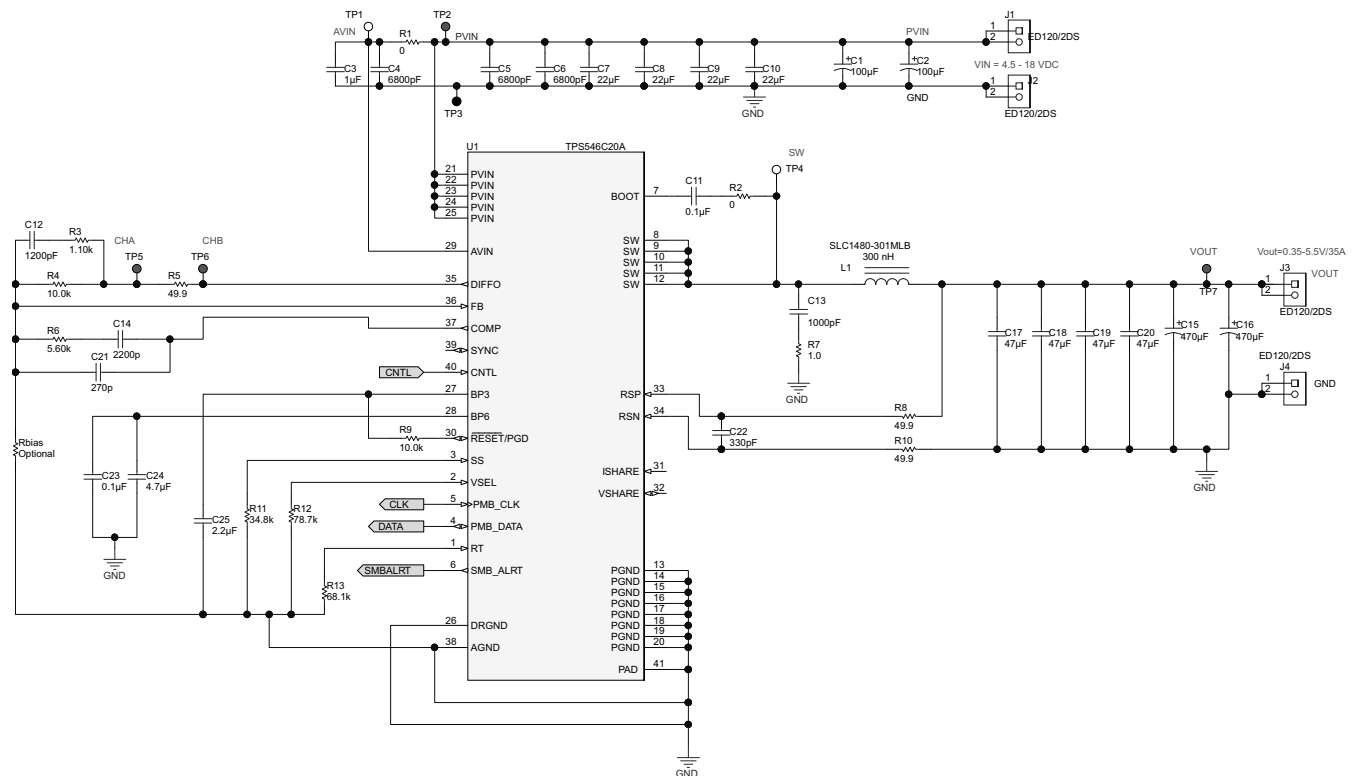 TP1
TP2
AVIN
R1
0
PVIN
PVIN
J1
1
2
ED120/2DS
C3
1µF
C4
6800pF
C5
6800pF
C6
6800pF
C7
22µF
C8
22µF
C9
22µF
C10
22µF
C1
100µF
C2
100µF
VIN = 4.5 - 18 VDC
J2
1
2
ED120/2DS
TP3
GND
GND
U1
TPS546C20A
SW
TP4
21
PVIN
22
PVIN
23
PVIN
24
PVIN
25
PVIN
BOOT
7
C11
0.1µF
R2
0
29
AVIN
SW
8
SW
9
SW
10
SW
11
SW
12
SLC1480-301MLB
300 nH
L1
C12
1200pF
R3
1.10k
CHA
TP5
CHB
TP6
R4
10.0k
R5
49.9
35
DIFFO
36
FB
37
COMP
39
SYNC
40
CNTL
CNTL
27
BP3
28
BP6
30
RESET/PGD
3
SS
2
VSEL
5
PMB_CLK
CLK
4
PMB_DATA
DATA
1
RT
6
SMB_ALRT
SMBALRT
26
DRGND
38
AGND
R6
5.60k
C14
2200p
C21
270p
Rbias
Optional
R9
10.0k
C23
0.1µF
C24
4.7µF
GND
C25
2.2µF
R11
34.8k
R12
78.7k
R13
68.1k
C13
1000pF
R7
1.0
GND
RSP
33
RSN
34
C22
330pF
R8
49.9
R10
49.9
ISHARE
31
VSHARE
32
PGND
13
PGND
14
PGND
15
PGND
16
PGND
17
PGND
18
PGND
19
PGND
20
PAD
41
GND
VOUT
TP7
Vout=0.35-5.5V/35A
J3
VOUT
1
2
ED120/2DS
C17
47µF
C18
47µF
C19
47µF
C20
47µF
C15
470µF
C16
470µF
ED120/2DS
J4
1
2
GND
GND